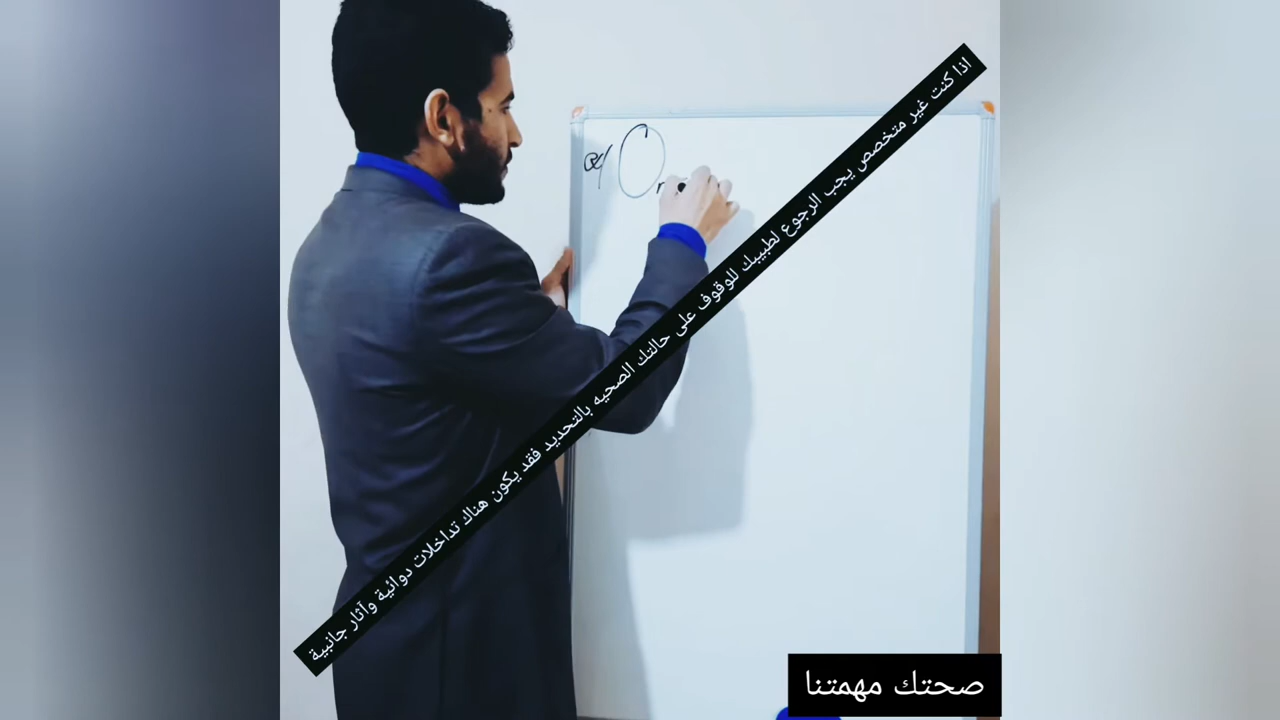 اذا كنت غير متخصص يجب الرجوع لطبيبك للوقوف على حالتك الصحيه بالتحديد فقد يكون هناك تداخلات دوائية وآثار جانبية
صحتك مهمتنا